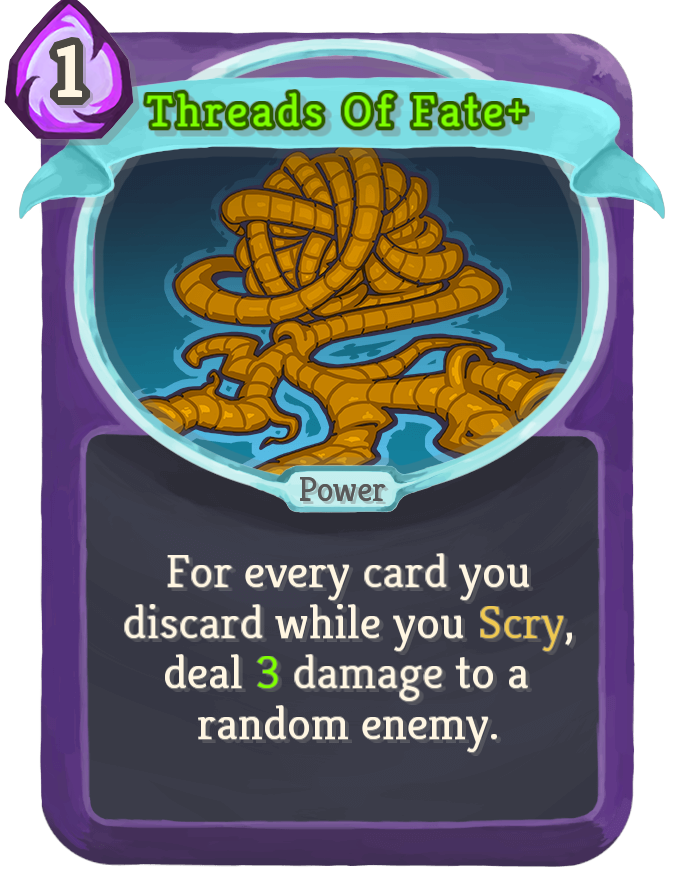 1
Threads Of Fate+
Power
For every card you
discard while you Scry,
deal 3 damage to a
random enemy.